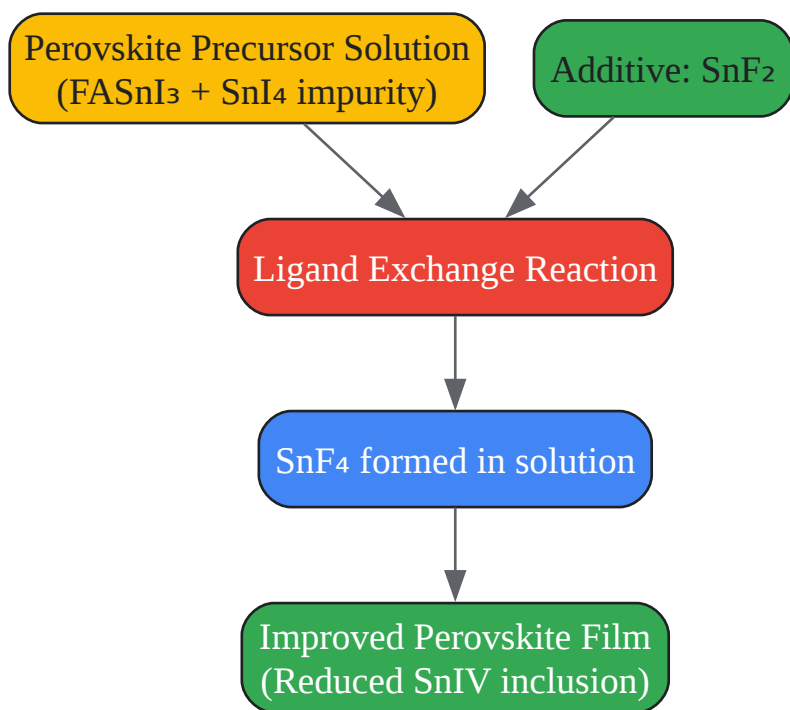 Perovskite Precursor Solution
(FASnI₃ + SnI₄ impurity)
Additive: SnF₂
Ligand Exchange Reaction
SnF₄ formed in solution
Improved Perovskite Film
(Reduced SnIV inclusion)